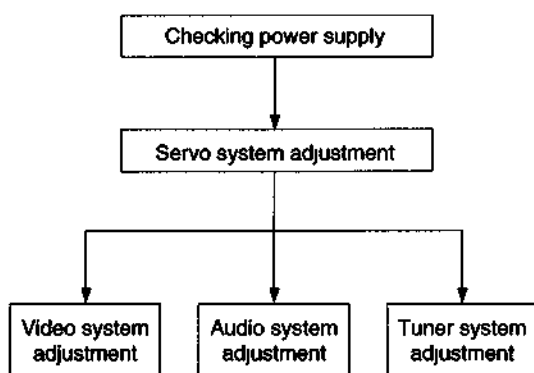 Checking power supply
Servo system adjustment
Video system
adjustment
Audio system
adjustment
Tuner system
adjustment